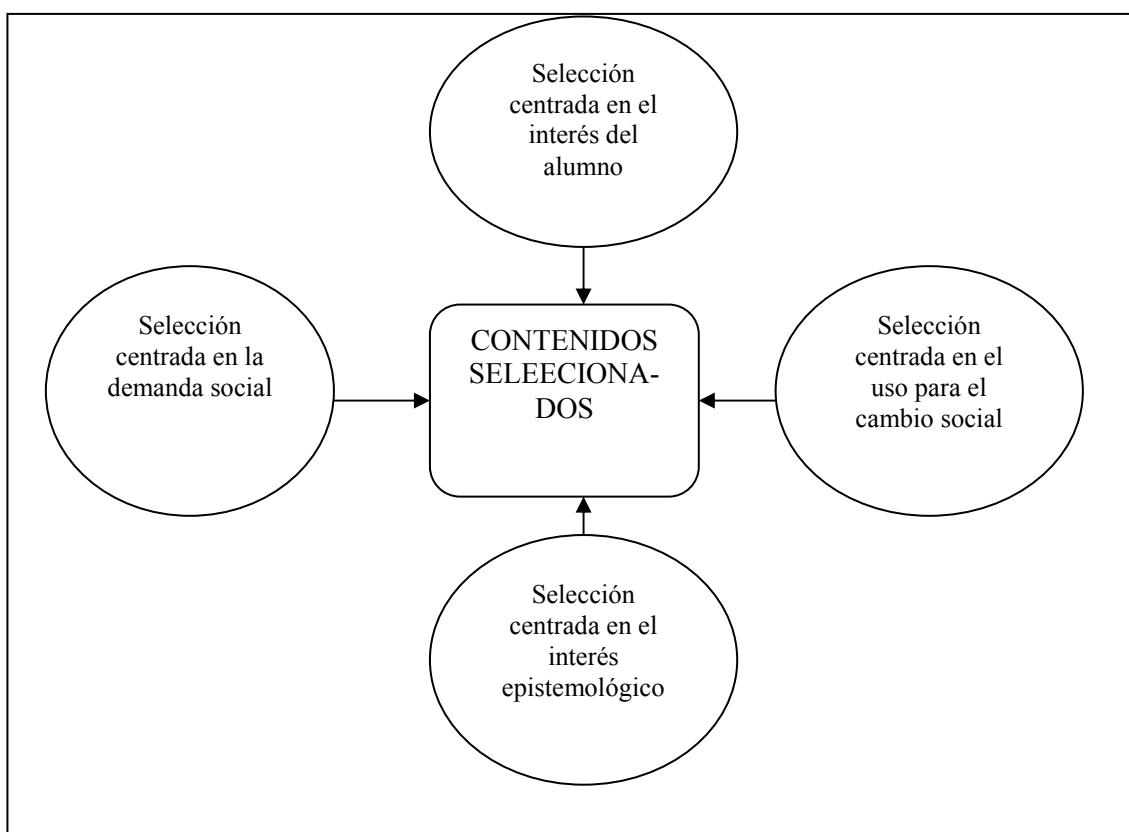 Selección
centrada en el
interés del
alumno
Selección
centrada en la
demanda social
CONTENIDOS
SELEECIONA-
DOS
Selección
centrada en el
uso para el
cambio social
Selección
centrada en el
interés
epistemológico